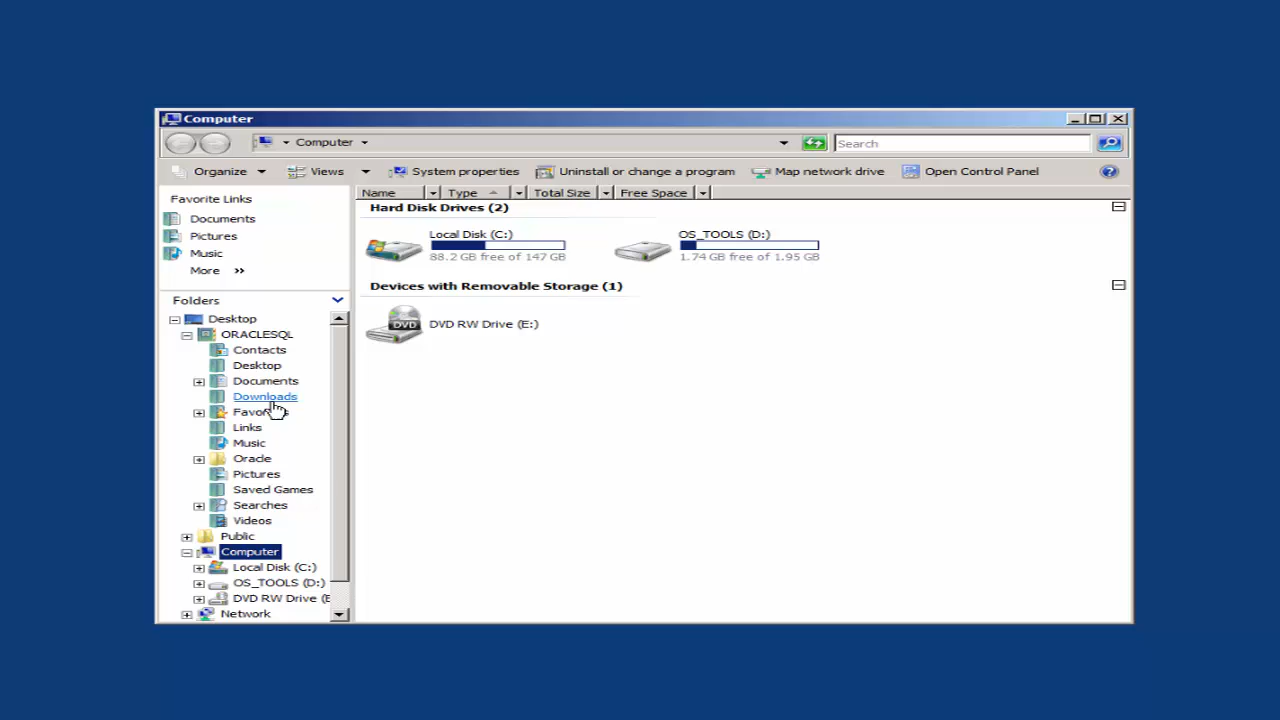 Computer
Computer
Search
Organize Views System properties Uninstall or change a program Map network drive Open Control Panel
Favorite Links
Documents
Pictures
Music
More »
Folders
Desktop
ORACLESQL
Contacts
Desktop
Documents
Downloads
Links
Music
Oracle
Pictures
Saved Games
Searches
Videos
Public
Computer
Local Disk (C:)
OS_TOOLS (D:)
DVD RW Drive (E
Network
Name Type Total Size Free Space
Hard Disk Drives (2)
Local Disk (C:)
88.2 GB free of 147 GB
OS_TOOLS (D:)
1.74 GB free of 1.95 GB
Devices with Removable Storage (1)
DVD
DVD RW Drive (E:)